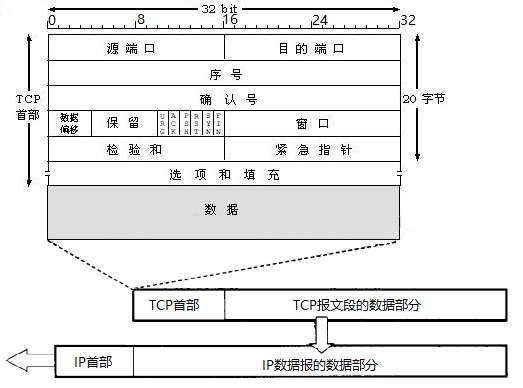 32 bit
0 8 16 24 32
源端口 目的端口
序号
TCP首部
确认号
20 字节
数据偏移 保留 URG ACK PSH RST SYN FIN 窗口
检验和 紧急指针
选项和填充
数据
TCP首部 TCP报文段的数据部分
IP首部 IP数据报的数据部分